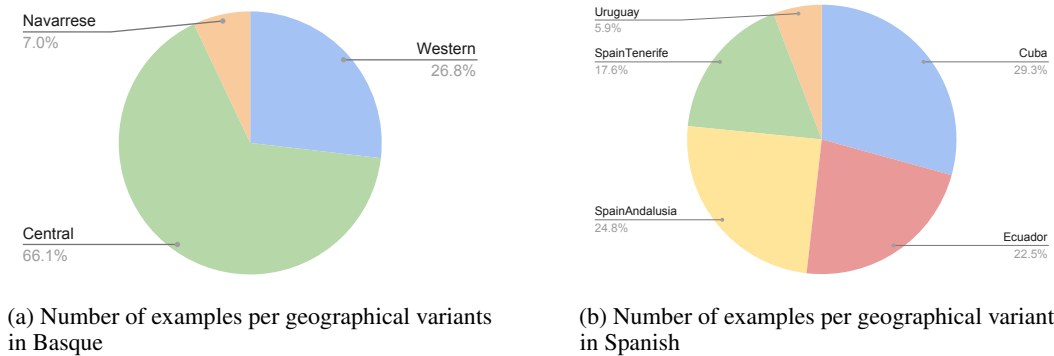 Navarrese
7.0%
Western
26.8%
Central
66.1%
(a) Number of examples per geographical variants
in Basque
Uruguay
5.9%
SpainTenerife
17.6%
Cuba
29.3%
SpainAndalusia
24.8%
Ecuador
22.5%
(b) Number of examples per geographical variant
in Spanish